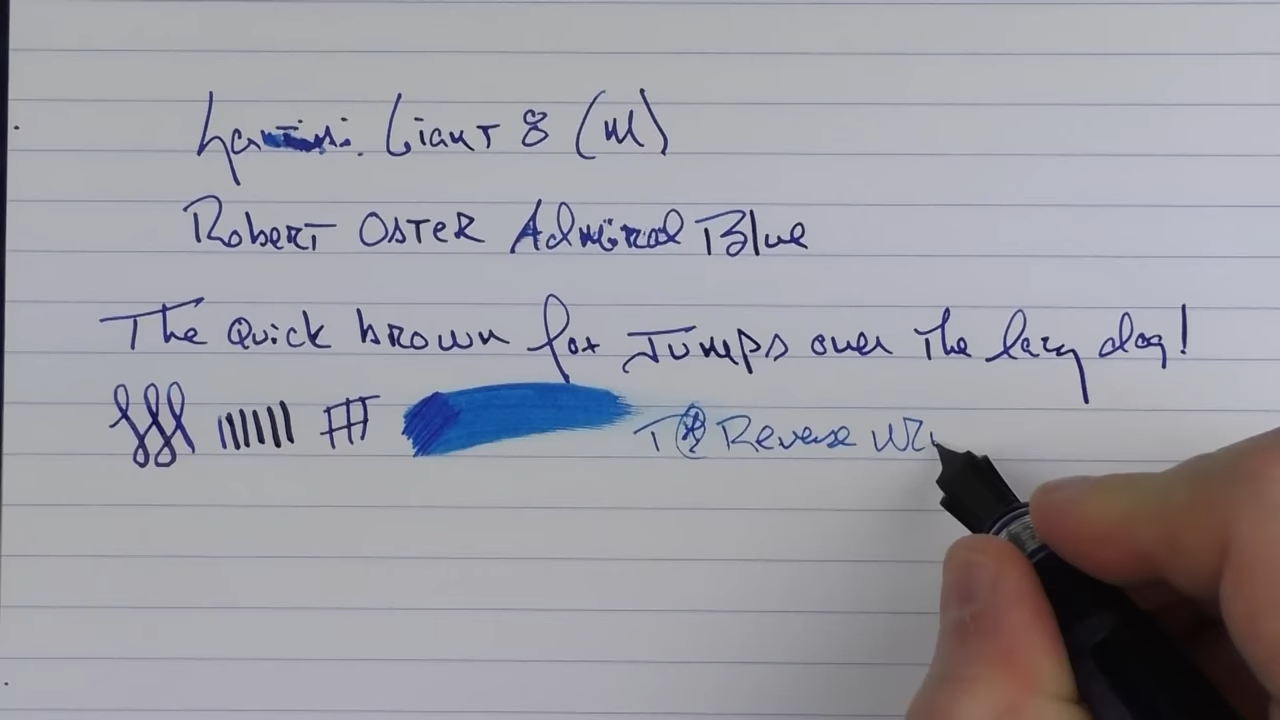 Giant 8 (M)
Robert Oster Admiral Blue
The Quick brown fox Jumps over The lazy dog!
Reverse